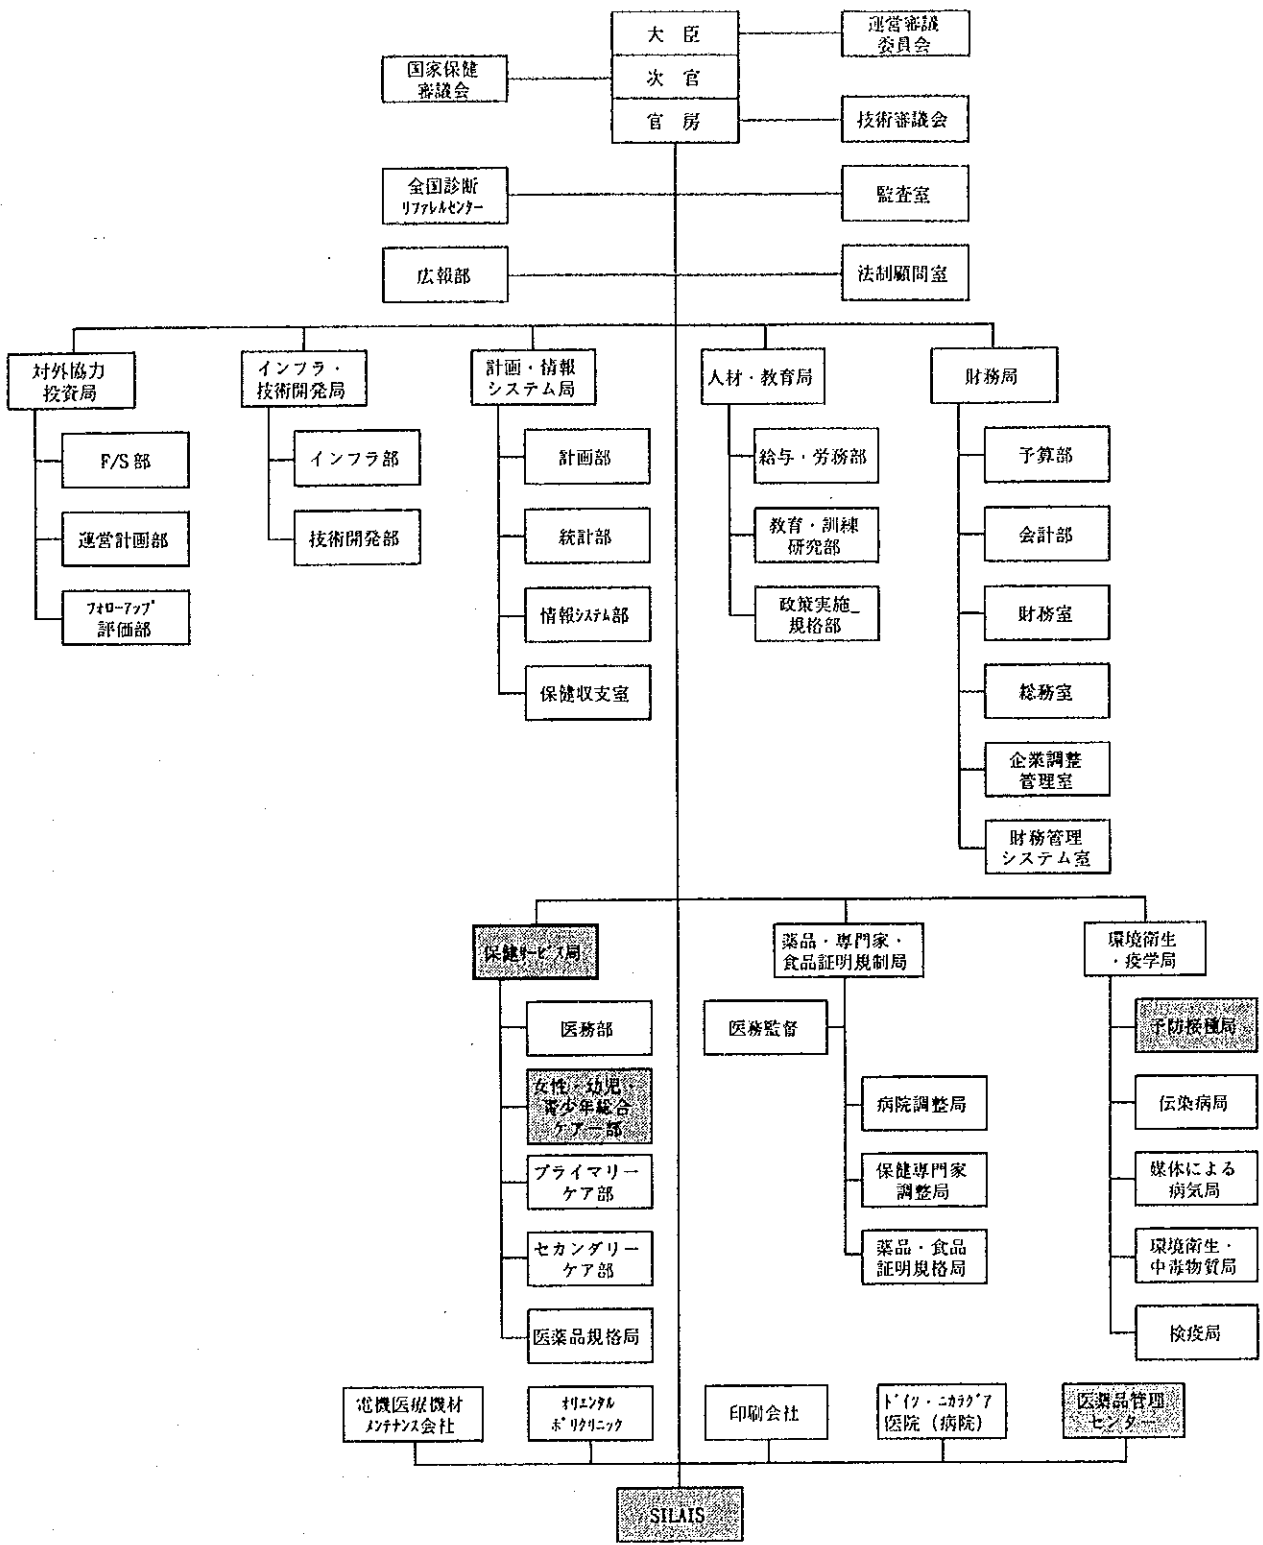 大臣
運営審議
委員会
国家保健
審議会
次官
官房
技術審議会
全国診断
リファレルセンター
監査室
広報部
法制顧問室
対外協力
投資局
インフラ・
技術開発局
計画・情報
システム局
人材・教育局
財務局
F/S部
運営計画部
フォローアップ
評価部
インフラ部
技術開発部
計画部
統計部
情報システム部
保健収支室
給与・労務部
教育・訓練
研究部
政策実施_
規格部
予算部
会計部
財務室
総務室
企業調整
管理室
財務管理
システム室
保健サービス局
薬品・専門家・
食品証明規制局
環境衛生
・疫学局
医務部
女性・幼児・
青少年総合
ケアー部
プライマリー
ケア部
セカンダリー
ケア部
医薬品規格局
医務監督
病院調整局
保健専門家
調整局
薬品・食品
証明規格局
予防接種局
伝染病局
媒体による
病気局
環境衛生・
中毒物質局
検疫局
電機医療機材
メンテナンス会社
オリエンタル
ポリクリニック
印刷会社
ドイツ・ニカラグア
医院(病院)
医薬品管理
センター
SILAIS